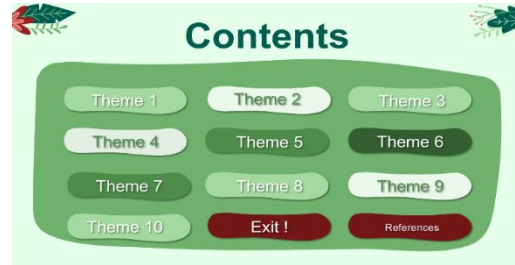 Contents
Theme 1 Theme 2 Theme 3
Theme 4 Theme 5 Theme 6
Theme 7 Theme 8 Theme 9
Theme 10 Exit ! References